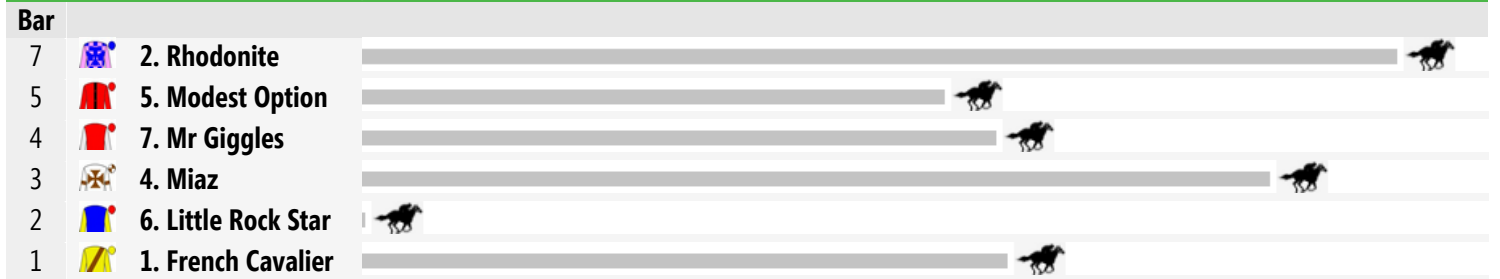 Bar
7 2. Rhodonite
5 5. Modest Option
4 7. Mr Giggles
3 4. Miaz
2 6. Little Rock Star
1 1. French Cavalier